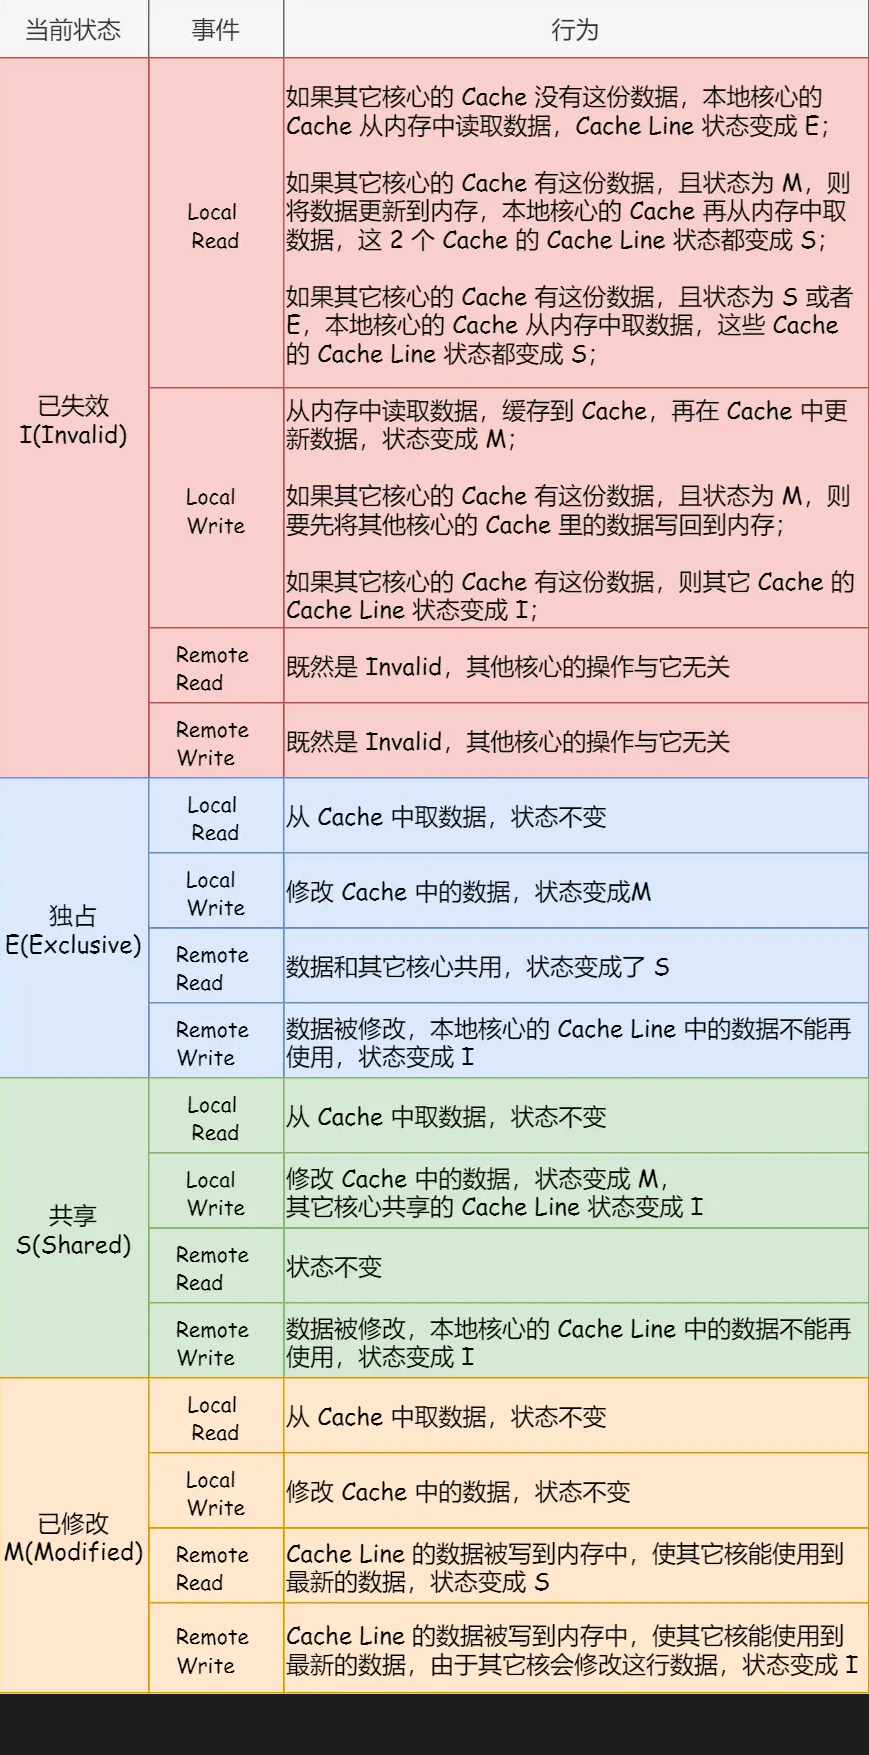 当前状态
事件
行为
已失效
I(Invalid)
Local
Read
如果其它核心的 Cache 没有这份数据，本地核心的
Cache 从内存中读取数据，Cache Line 状态变成 E；
如果其它核心的 Cache 有这份数据，且状态为 M，则
将数据更新到内存，本地核心的 Cache 再从内存中取
数据，这 2 个 Cache 的 Cache Line 状态都变成 S；
如果其它核心的 Cache 有这份数据，且状态为 S 或者
E，本地核心的 Cache 从内存中取数据，这些 Cache
的 Cache Line 状态都变成 S；
Local
Write
从内存中读取数据，缓存到 Cache，再在 Cache 中更
新数据，状态变成 M；
如果其它核心的 Cache 有这份数据，且状态为 M，则
要先将其他核心的 Cache 里的数据写回到内存；
如果其它核心的 Cache 有这份数据，则其它 Cache 的
Cache Line 状态变成 I；
Remote
Read
既然是 Invalid，其他核心的操作与它无关
Remote
Write
既然是 Invalid，其他核心的操作与它无关
独占
E(Exclusive)
Local
Read
从 Cache 中取数据，状态不变
Local
Write
修改 Cache 中的数据，状态变成M
Remote
Read
数据和其它核心共用，状态变成了 S
Remote
Write
数据被修改，本地核心的 Cache Line 中的数据不能再
使用，状态变成 I
共享
S(Shared)
Local
Read
从 Cache 中取数据，状态不变
Local
Write
修改 Cache 中的数据，状态变成 M，
其它核心共享的 Cache Line 状态变成 I
Remote
Read
状态不变
Remote
Write
数据被修改，本地核心的 Cache Line 中的数据不能再
使用，状态变成 I
已修改
M(Modified)
Local
Read
从 Cache 中取数据，状态不变
Local
Write
修改 Cache 中的数据，状态不变
Remote
Read
Cache Line 的数据被写到内存中，使其它核能使用到
最新的数据，状态变成 S
Remote
Write
Cache Line 的数据被写到内存中，使其它核能使用到
最新的数据，由于其它核会修改这行数据，状态变成 I